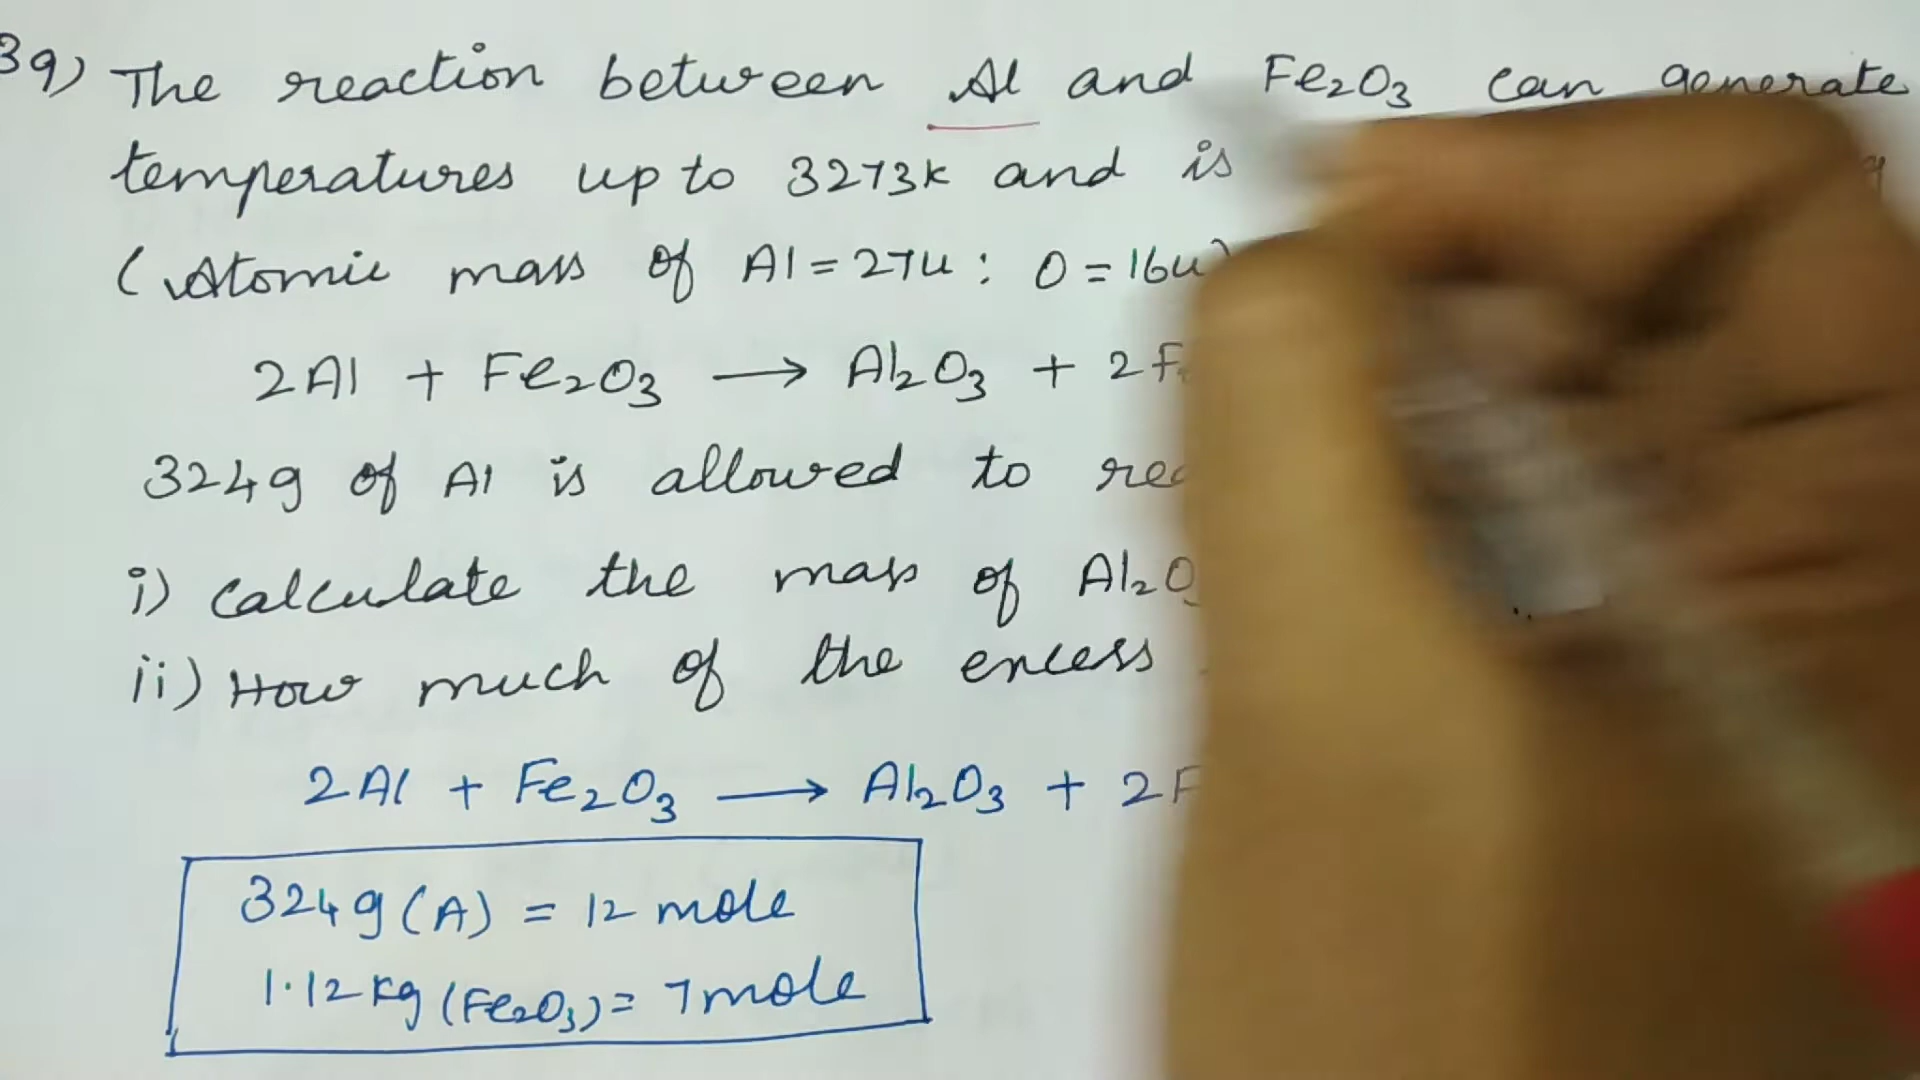 39) The reaction between Al and Fe₂O₃ can generate
temperatures up to 3273K and is
(Atomic mass of Al = 27u : O = 16u)
2Al + Fe₂O₃ → Al₂O₃ + 2F
324g of Al is allowed to
i) calculate the mass of Al₂O
ii) How much of the excess
2Al + Fe₂O₃ → Al₂O₃ + 2F
324g (A) = 12 mole
1.12 kg (Fe₂O₃) = 7 mole